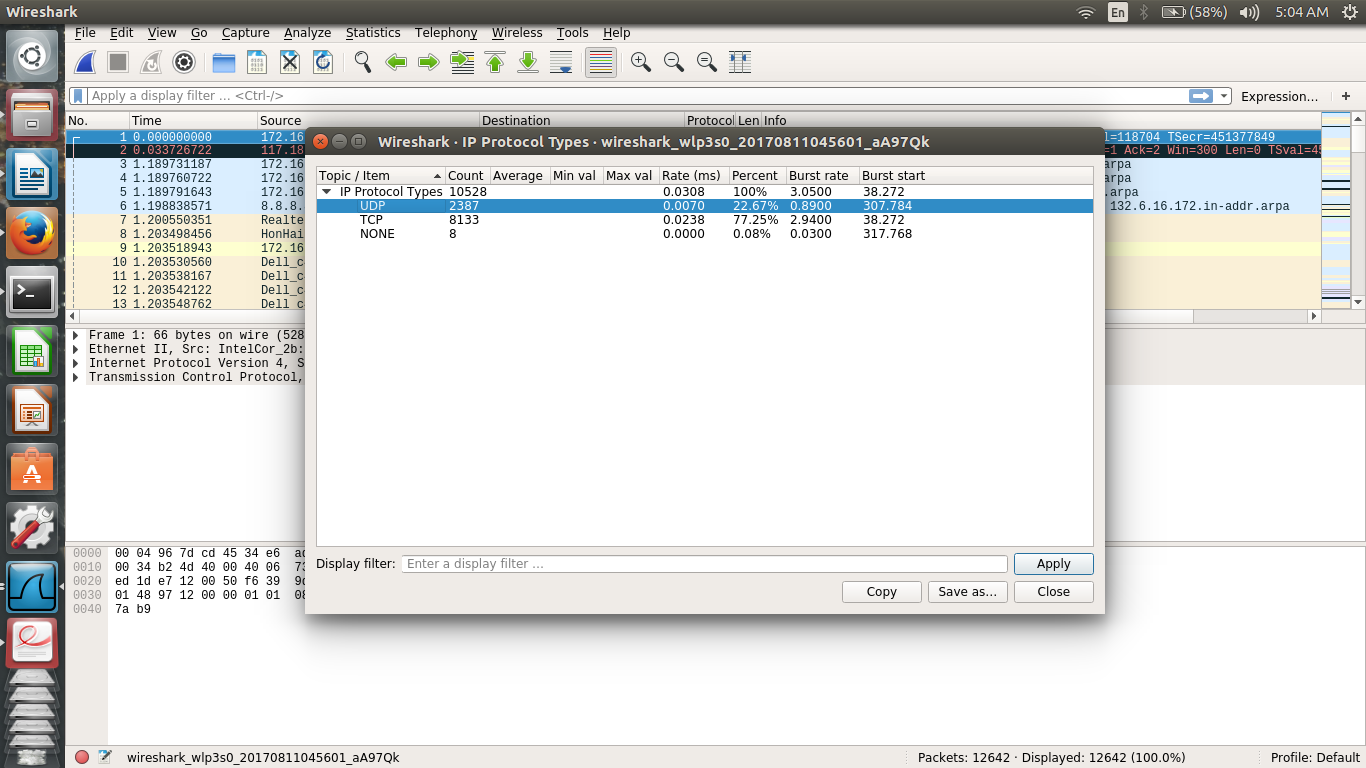 Wireshark
En
(58%)
5:04 AM
File Edit View Go Capture Analyze Statistics Telephony Wireless Tools Help
Apply a display filter ... <Ctrl-/>
Expression...
+
No. Time Source Destination Protocol Len Info
1 0.000000000 172.16 l=118704 TSecr=451377849
2 0.033726722 117.18 =1 Ack=2 Win=300 Len=0 TSval=45
3 1.189731187 172.16 arpa
4 1.189760722 172.16 arpa
5 1.189791643 172.16 .arpa
6 1.198838571 8.8.8. 132.6.16.172.in-addr.arpa
7 1.200550351 Realte
8 1.203498456 HonHai
9 1.203518943 172.16
10 1.203530560 Dell_c
11 1.203538167 Dell_c
12 1.203542122 Dell_c
13 1.203548762 Dell_c
Wireshark · IP Protocol Types · wireshark_wlp3s0_20170811045601_aA97Qk
Topic / Item Count Average Min val Max val Rate (ms) Percent Burst rate Burst start
IP Protocol Types 10528 0.0308 100% 3.0500 38.272
UDP 2387 0.0070 22.67% 0.8900 307.784
TCP 8133 0.0238 77.25% 2.9400 38.272
NONE 8 0.0000 0.08% 0.0300 317.768
Display filter: Enter a display filter ... Apply
Copy Save as... Close
Frame 1: 66 bytes on wire (528
Ethernet II, Src: IntelCor_2b:
Internet Protocol Version 4, S
Transmission Control Protocol,
0000 00 04 96 7d cd 45 34 e6
0010 00 34 b2 4d 40 00 40 06
0020 ed 1d e7 12 00 50 f6 39
0030 01 48 97 12 00 00 01 01
0040 7a b9
wireshark_wlp3s0_20170811045601_aA97Qk
Packets: 12642 · Displayed: 12642 (100.0%)
Profile: Default